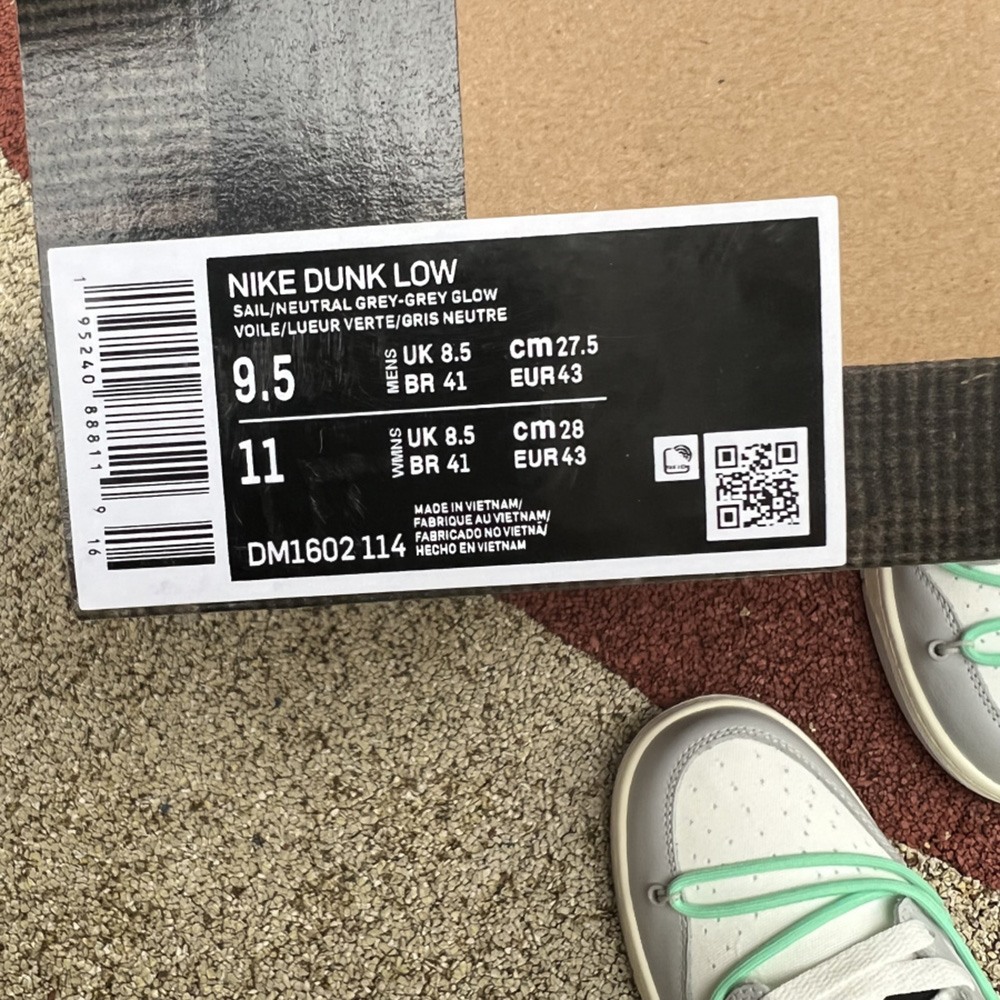 1 95240 88811 9 16
NIKE DUNK LOW
SAIL/NEUTRAL GREY-GREY GLOW
VOILE/LUEUR VERTE/GRIS NEUTRE
9.5 MENS UK 8.5 cm 27.5
BR 41 EUR 43
11 WMNS UK 8.5 cm 28
BR 41 EUR 43
MADE IN VIETNAM/
FABRIQUE AU VIETNAM/
FABRICADO NO VIETNÃ/
DM1602 114 HECHO EN VIETNAM